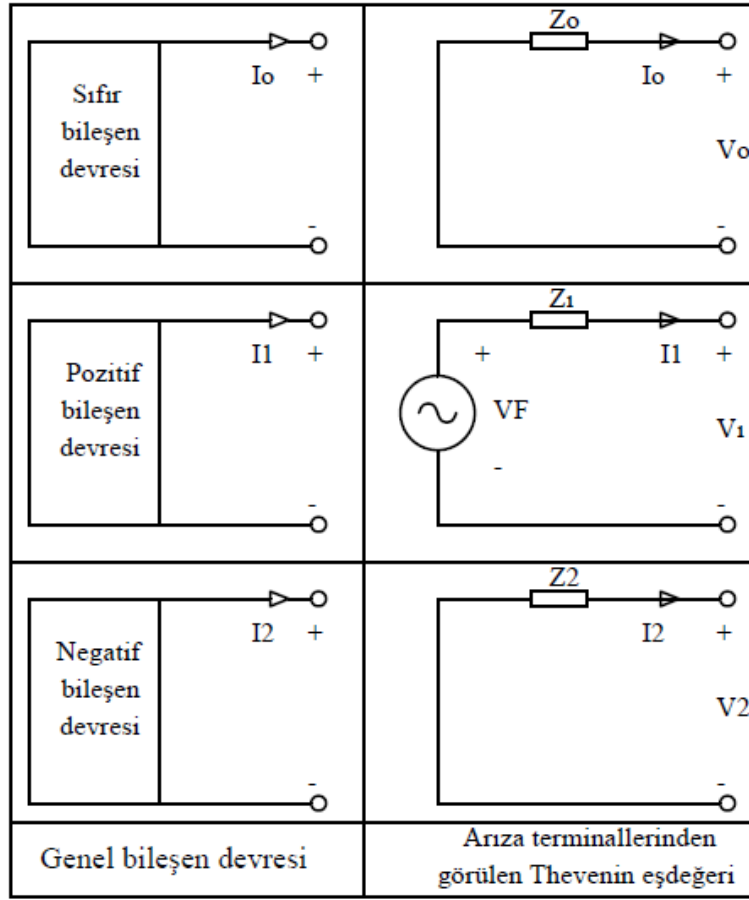 Sıfır
bileşen
devresi
Io +
-
Zo
Io +
Vo
-
Pozitif
bileşen
devresi
I1 +
-
Z1
+ I1 +
VF V1
-
-
Negatif
bileşen
devresi
I2 +
-
Z2
I2 +
V2
-
Genel bileşen devresi
Arıza terminallerinden
görülen Thevenin eşdeğeri